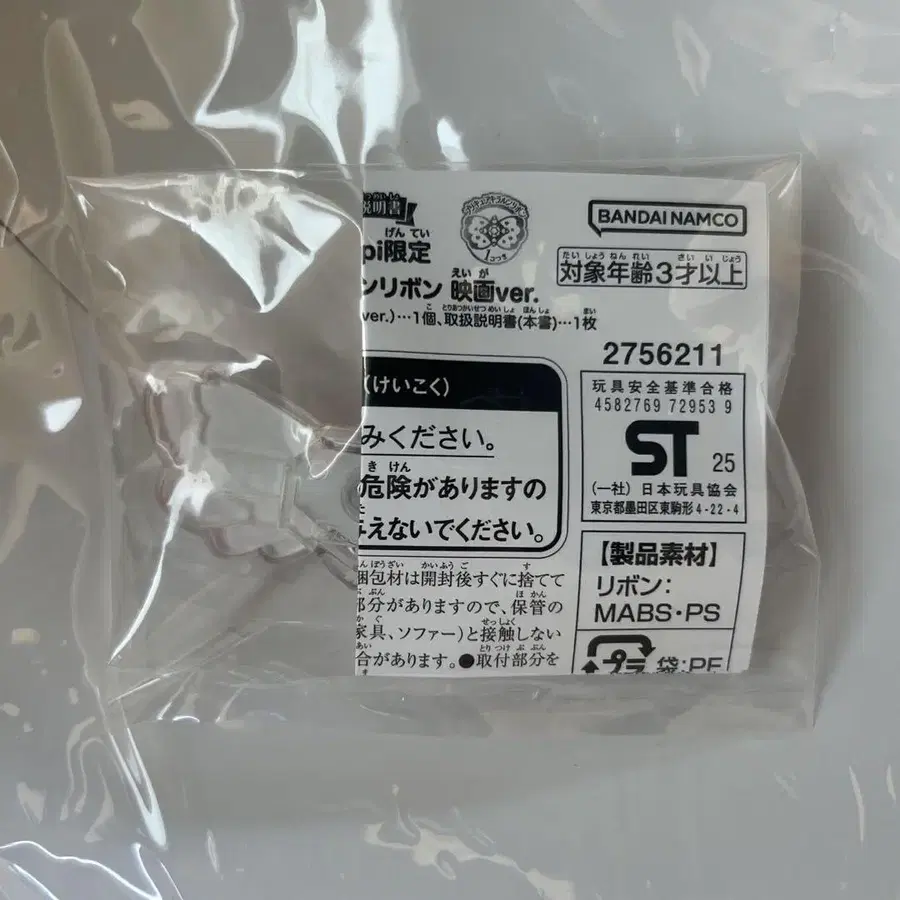 説明書
げんてい
pi限定
えいが
ンリボン 映画ver.
こ とりあつかいせつめいしょ ほんしょ まい
ver.)…1個、取扱説明書(本書)…1枚
1コつき
BANDAI NAMCO
たいしょうねんれい さいいじょう
対象年齢3才以上
2756211
(けいこく)
みください。
きけん
危険がありますの
えないでください。
玩具安全基準合格
4582769 72953 9
ST 25
(一社) 日本玩具協会
東京都墨田区東駒形4-22-4
【製品素材】
リボン:
MABS・PS
プラ 袋:PE
んぽうざい かいふうご す
梱包材は開封後すぐに捨てて
ぶぶん ほかん
部分がありますので、保管の
かぐ せっしょく
家具、ソファー)と接触しない
あい とりつけぶぶん
合があります。●取付部分を